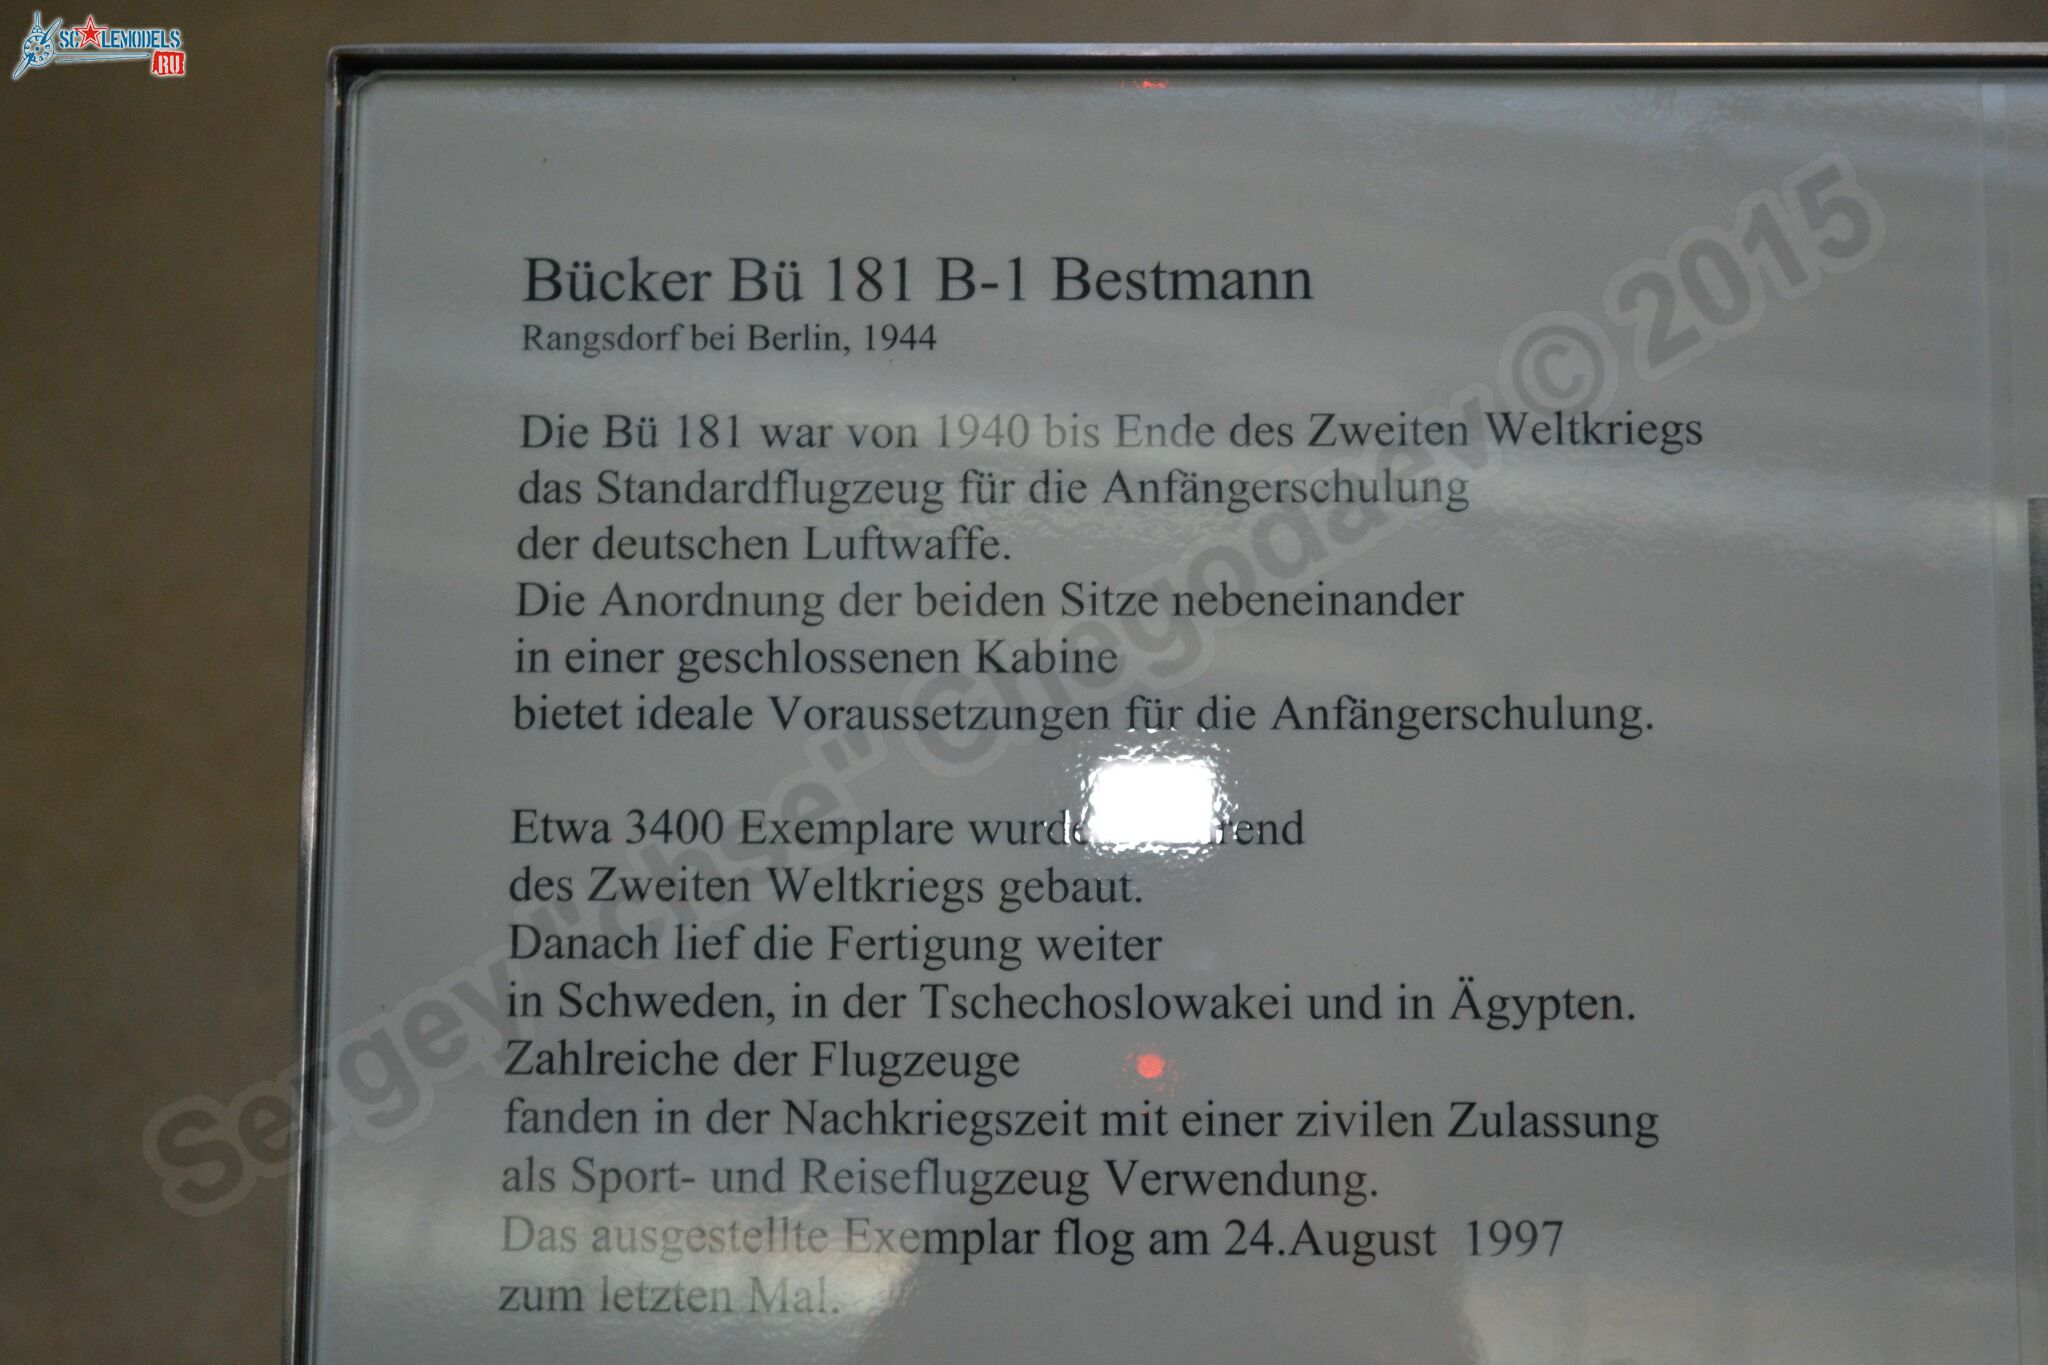 SCALEMODELS
RU
Bücker Bü 181 B-1 Bestmann
Rangsdorf bei Berlin, 1944
Die Bü 181 war von 1940 bis Ende des Zweiten Weltkriegs
das Standardflugzeug für die Anfängerschulung
der deutschen Luftwaffe.
Die Anordnung der beiden Sitze nebeneinander
in einer geschlossenen Kabine
bietet ideale Voraussetzungen für die Anfängerschulung.
Etwa 3400 Exemplare
des Zweiten Weltkriegs gebaut.
Danach lief die Fertigung weiter
in Schweden, in der Tschechoslowakei und in Ägypten.
Zahlreiche der Flugzeuge
fanden in der Nachkriegszeit mit einer zivilen Zulassung
als Sport- und Reiseflugzeug Verwendung.
Das ausgestellte Exemplar flog am 24.August 1997
zum letzten Mal.
Sergey "chse" Chegodaev © 2015